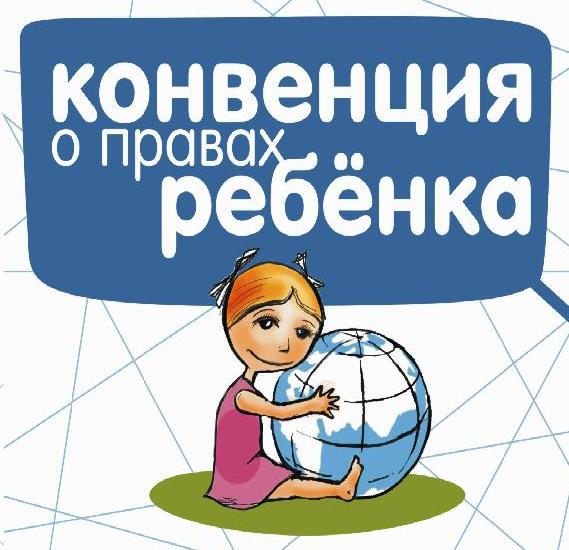 конвенция
о правах
ребёнка